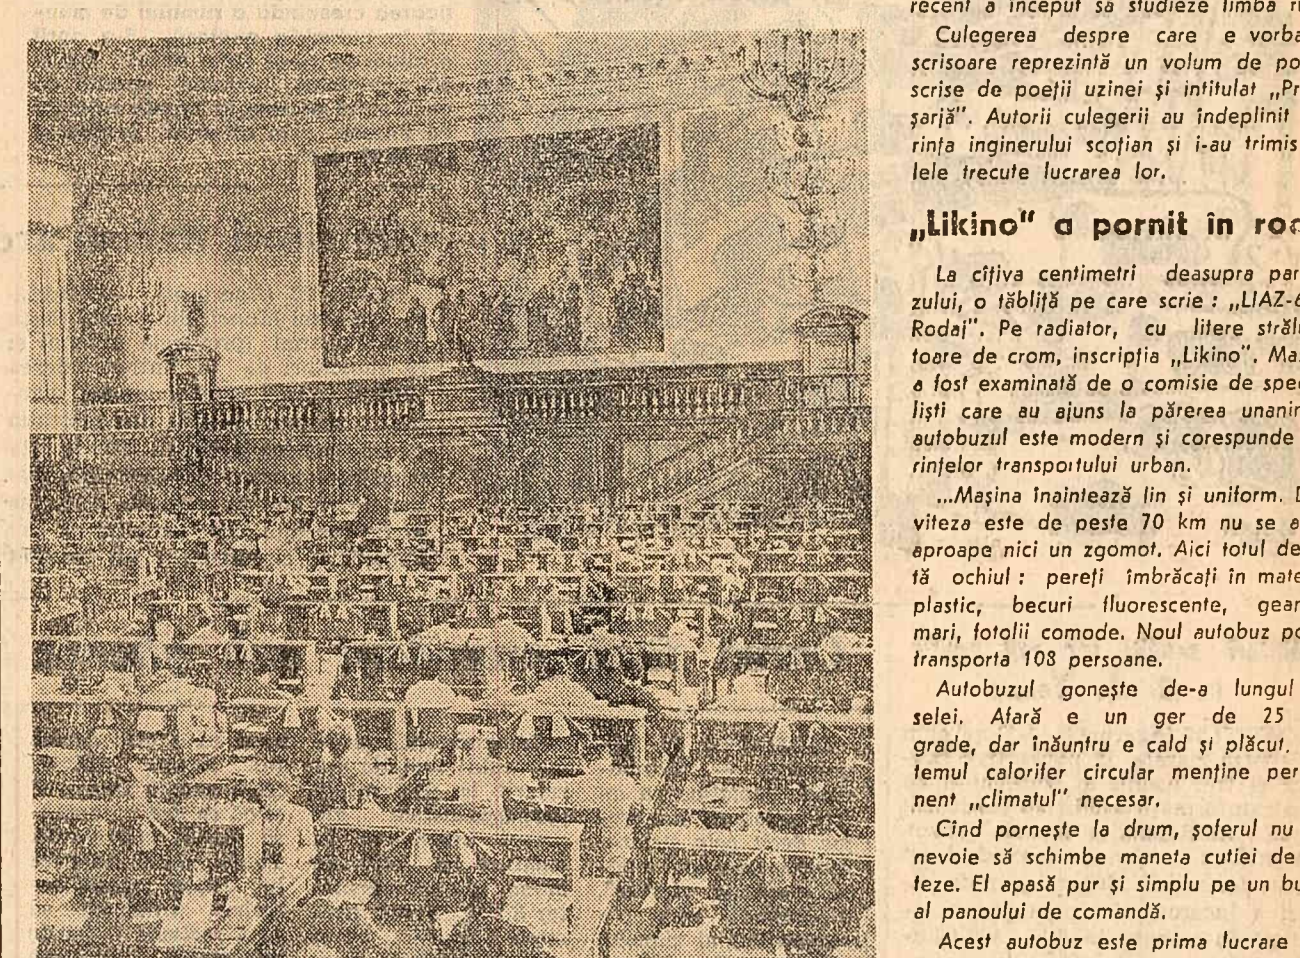 recent a început să studieze limba
Culegerea despre care e vorba
scrisoare reprezintă un volum de po
scrise de poeții uzinei și intitulat „Pr
șarjă". Autorii culegerii au îndeplinit
rința inginerului scoțian și i-au trimis
lele trecute lucrarea lor.
„Likino" a pornit în ro
La cîțiva centimetri deasupra par
zului, o tăbliță pe care scrie : „LIAZ-6
Rodaj". Pe radiator, cu litere străl
toare de crom, inscripția „Likino". Ma
a fost examinată de o comisie de spec
liști care au ajuns la părerea unanim
autobuzul este modern și corespunde
rințelor transportului urban.
...Mașina înaintează lin și uniform. D
viteza este de peste 70 km nu se a
aproape nici un zgomot. Aici totul de
tă ochiul : pereți îmbrăcați în mate
plastic, becuri fluorescente, gear
mari, fotolii comode. Noul autobuz po
transporta 108 persoane.
Autobuzul gonește de-a lungul
selei. Afară e un ger de 25
grade, dar înăuntru e cald și plăcut.
temul calorifer circular menține per
nent „climatul" necesar.
Cînd pornește la drum, șoferul nu
nevoie să schimbe maneta cutiei de
teze. El apasă pur și simplu pe un bu
al panoului de comandă.
Acest autobuz este prima lucrare